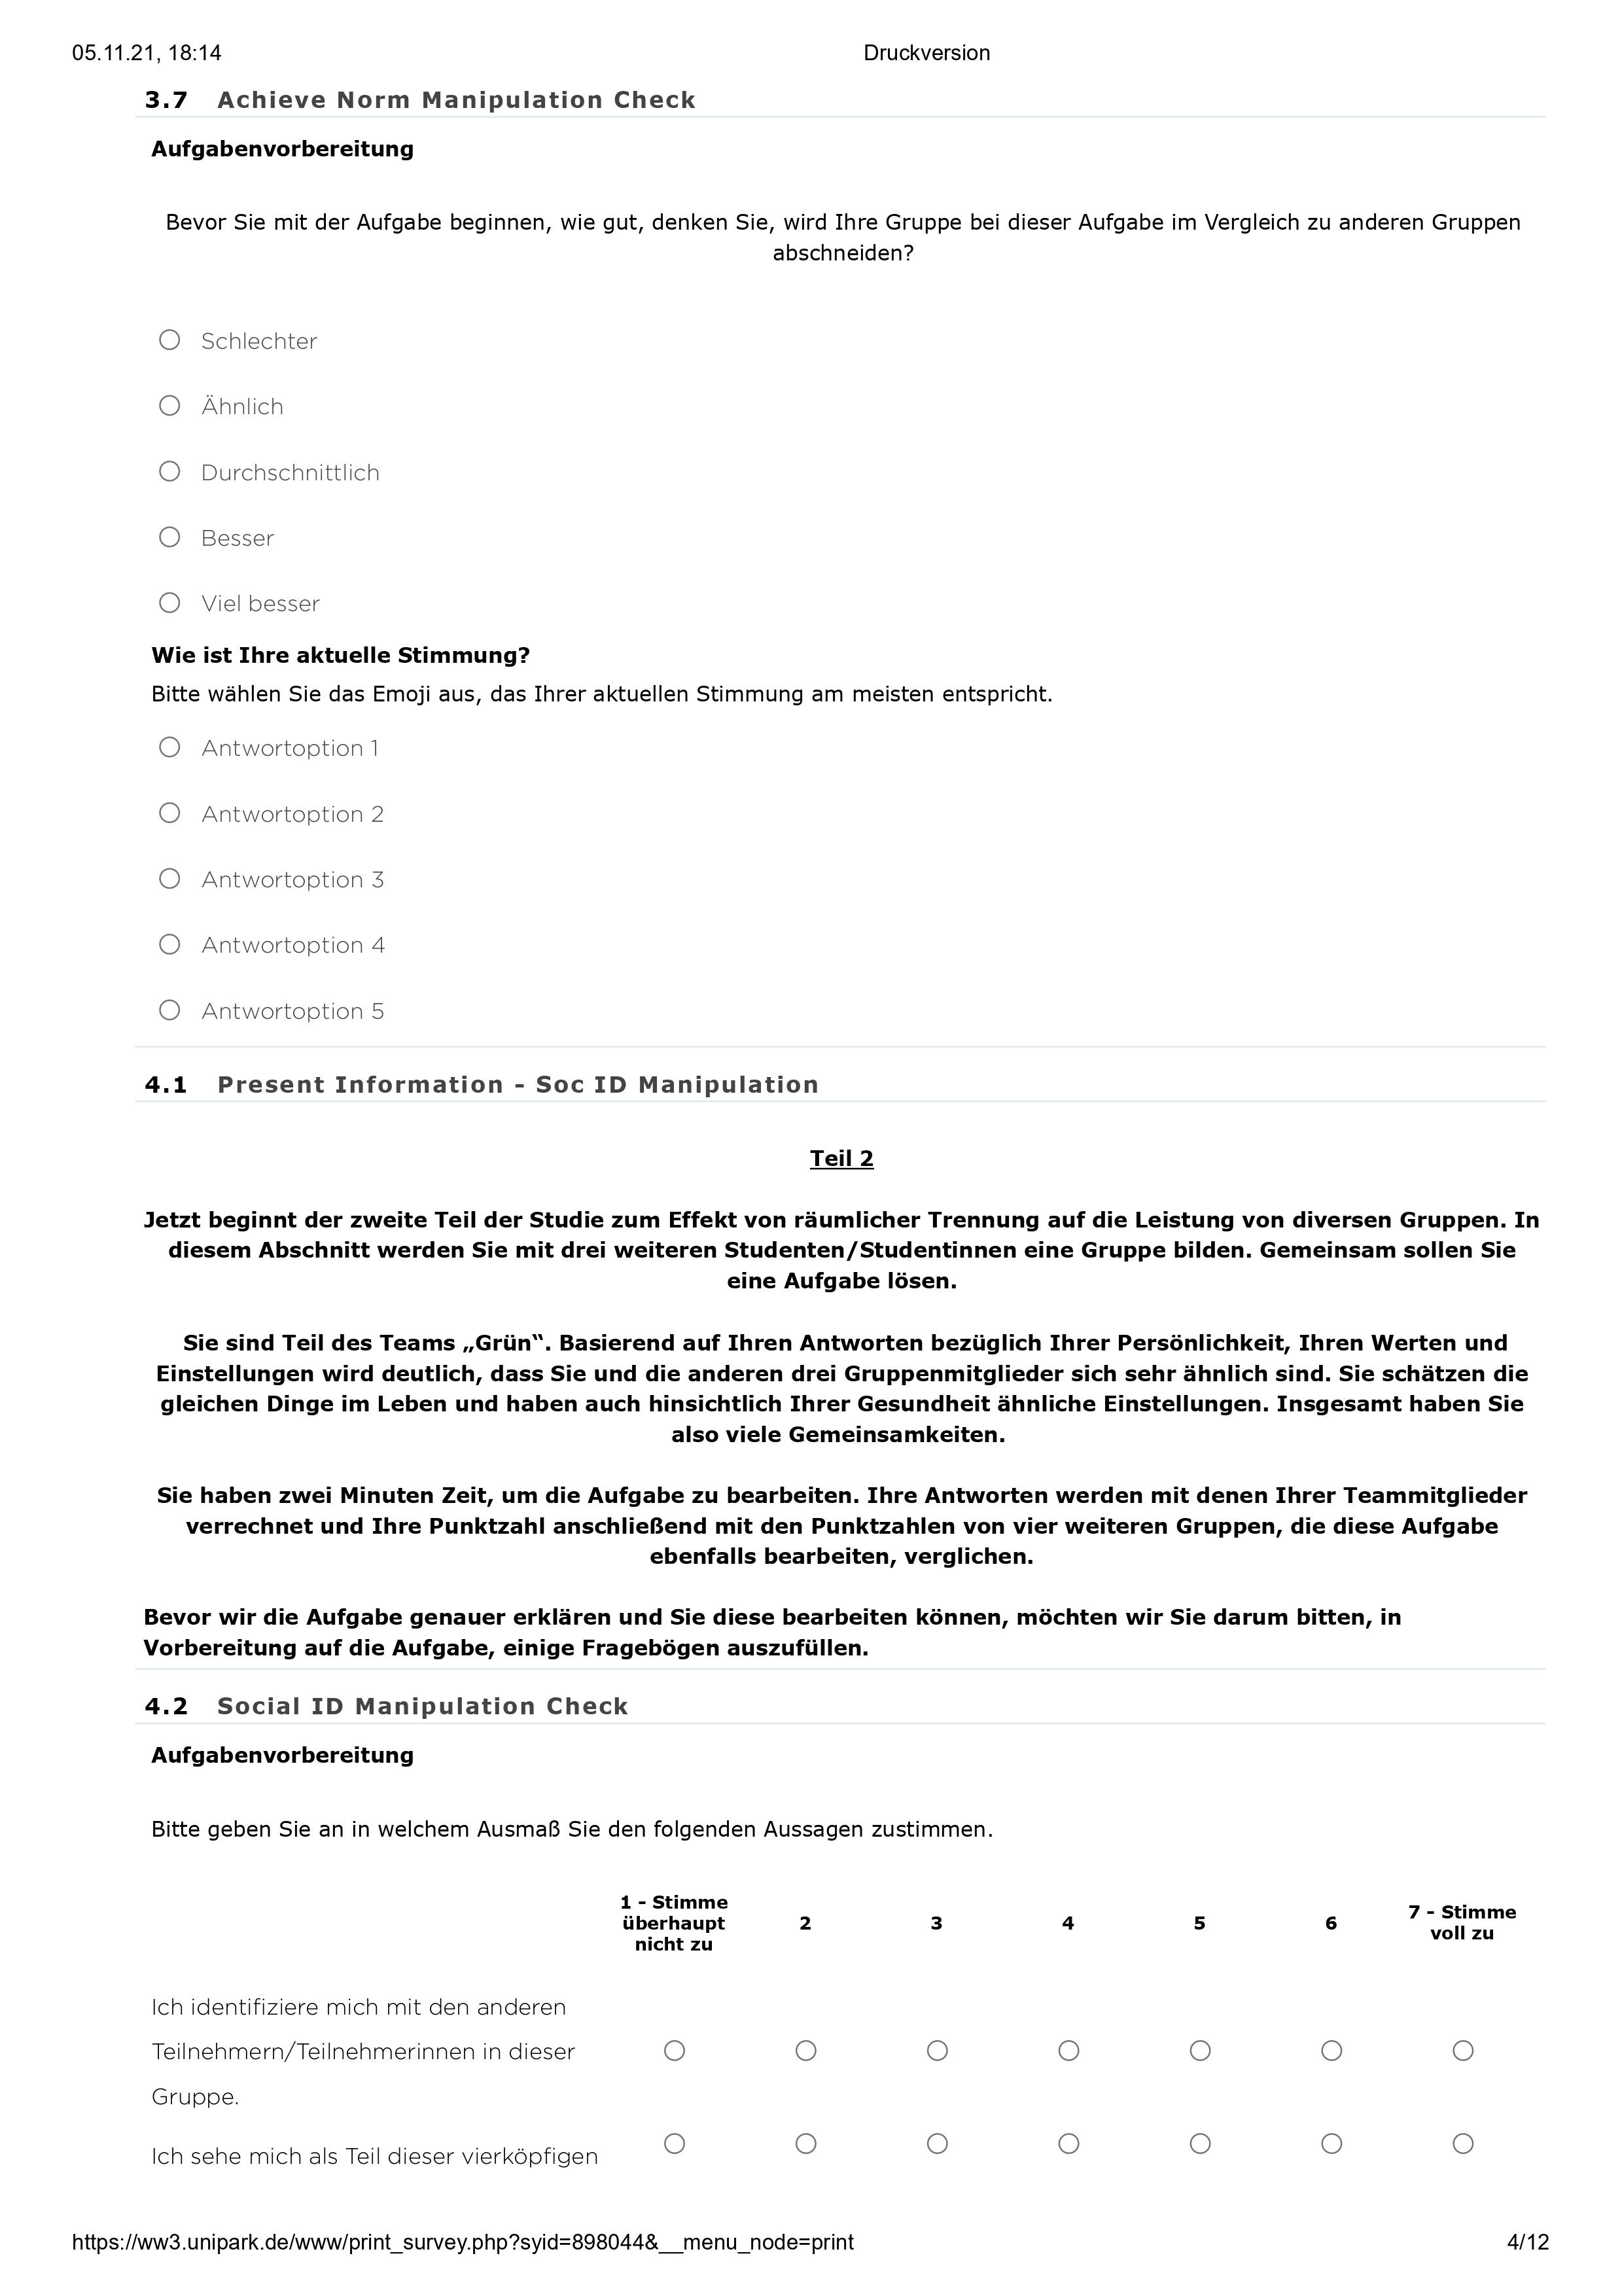 05.11.21, 18:14
Druckversion
3.7 Achieve Norm Manipulation Check
Aufgabenvorbereitung
Bevor Sie mit der Aufgabe beginnen, wie gut, denken Sie, wird Ihre Gruppe bei dieser Aufgabe im Vergleich zu anderen Gruppen
abschneiden?
Schlechter
Ähnlich
Durchschnittlich
Besser
Viel besser
Wie ist Ihre aktuelle Stimmung?
Bitte wählen Sie das Emoji aus, das Ihrer aktuellen Stimmung am meisten entspricht.
Antwortoption 1
Antwortoption 2
Antwortoption 3
Antwortoption 4
Antwortoption 5
4.1 Present Information - Soc ID Manipulation
Teil 2
Jetzt beginnt der zweite Teil der Studie zum Effekt von räumlicher Trennung auf die Leistung von diversen Gruppen. In
diesem Abschnitt werden Sie mit drei weiteren Studenten/Studentinnen eine Gruppe bilden. Gemeinsam sollen Sie
eine Aufgabe lösen.
Sie sind Teil des Teams „Grün“. Basierend auf Ihren Antworten bezüglich Ihrer Persönlichkeit, Ihren Werten und
Einstellungen wird deutlich, dass Sie und die anderen drei Gruppenmitglieder sich sehr ähnlich sind. Sie schätzen die
gleichen Dinge im Leben und haben auch hinsichtlich Ihrer Gesundheit ähnliche Einstellungen. Insgesamt haben Sie
also viele Gemeinsamkeiten.
Sie haben zwei Minuten Zeit, um die Aufgabe zu bearbeiten. Ihre Antworten werden mit denen Ihrer Teammitglieder
verrechnet und Ihre Punktzahl anschließend mit den Punktzahlen von vier weiteren Gruppen, die diese Aufgabe
ebenfalls bearbeiten, verglichen.
Bevor wir die Aufgabe genauer erklären und Sie diese bearbeiten können, möchten wir Sie darum bitten, in
Vorbereitung auf die Aufgabe, einige Fragebögen auszufüllen.
4.2 Social ID Manipulation Check
Aufgabenvorbereitung
Bitte geben Sie an in welchem Ausmaß Sie den folgenden Aussagen zustimmen.
1 - Stimme
überhaupt
nicht zu
2
3
4
5
6
7 - Stimme
voll zu
Ich identifiziere mich mit den anderen
Teilnehmern/Teilnehmerinnen in dieser
Gruppe.
Ich sehe mich als Teil dieser vierköpfigen
https://ww3.unipark.de/www/print_survey.php?syid=898044&__menu_node=print
4/12